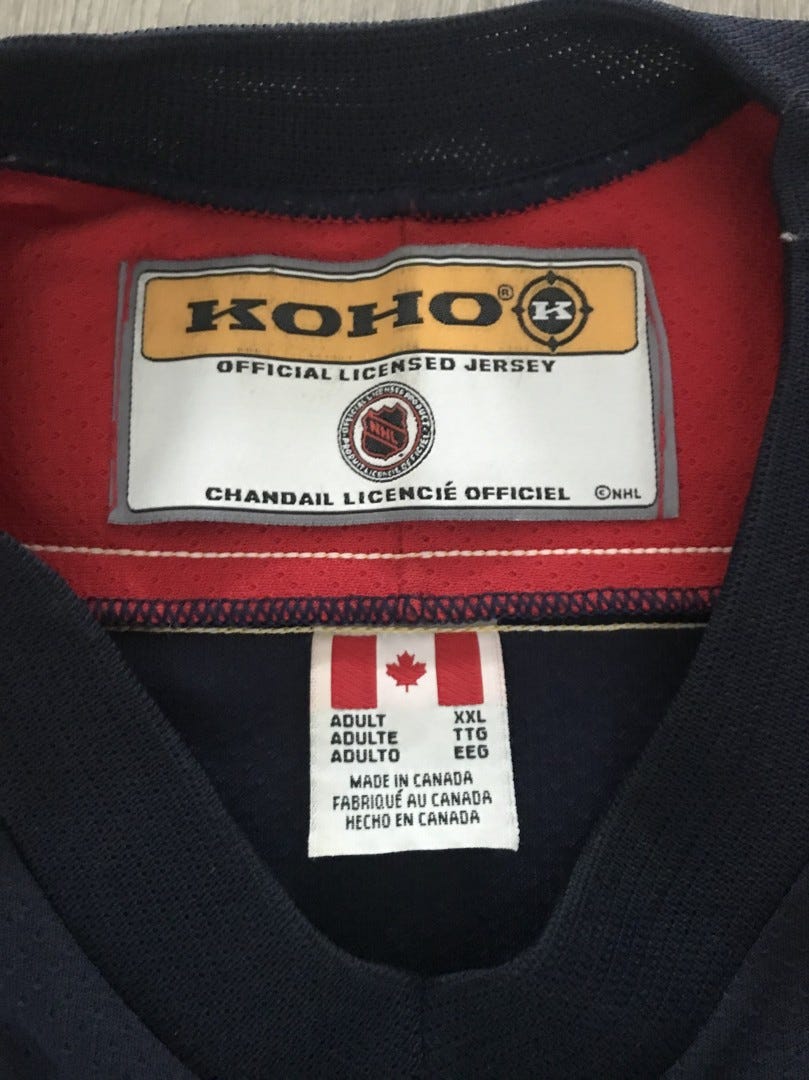 KOHO® K
OFFICIAL LICENSED JERSEY
NHL
CHANDAIL LICENCIÉ OFFICIEL ©NHL
ADULT XXL
ADULTE TTG
ADULTO EEG
MADE IN CANADA
FABRIQUÉ AU CANADA
HECHO EN CANADA